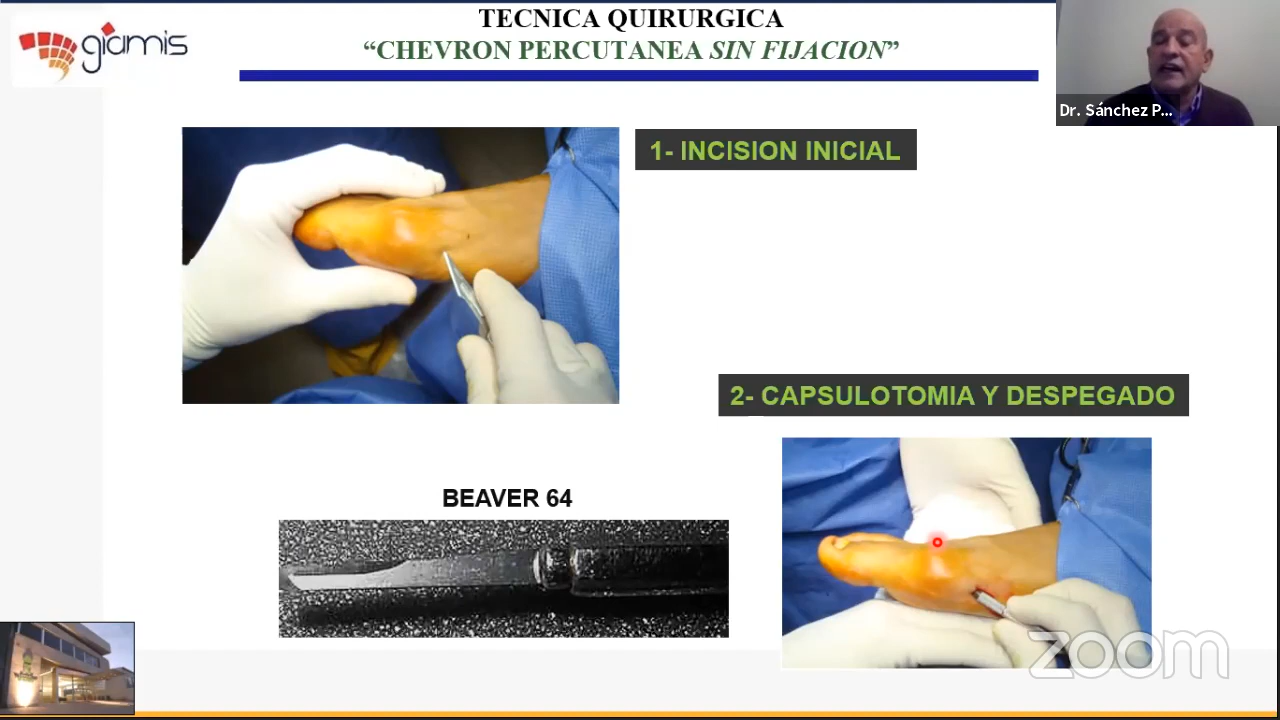 giamis
TECNICA QUIRURGICA
“CHEVRON PERCUTANEA SIN FIJACION”
Dr. Sánchez P...
1- INCISION INICIAL
2- CAPSULOTOMIA Y DESPEGADO
BEAVER 64
zoom